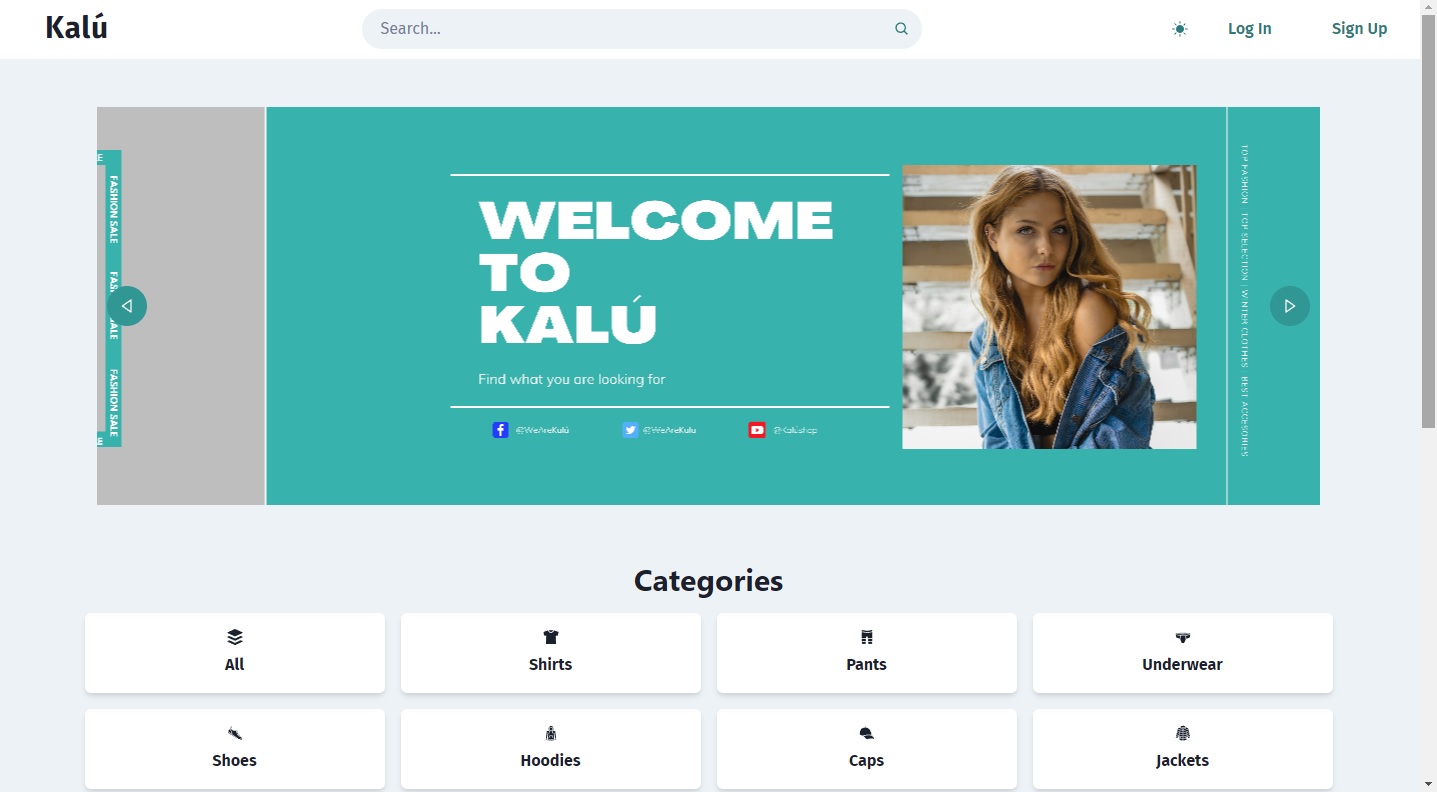 Kalú
Search...
Log In
Sign Up
E
FASHION SALE
FASHION SALE
E
WELCOME
TO
KALÚ
Find what you are looking for
@WeAreKalú
@WeAreKalu
@Kalushop
TOP FASHION
TOP SELECTION | WINTER CLOTHES
BEST ACCESORIES
Categories
All
Shirts
Pants
Underwear
Shoes
Hoodies
Caps
Jackets